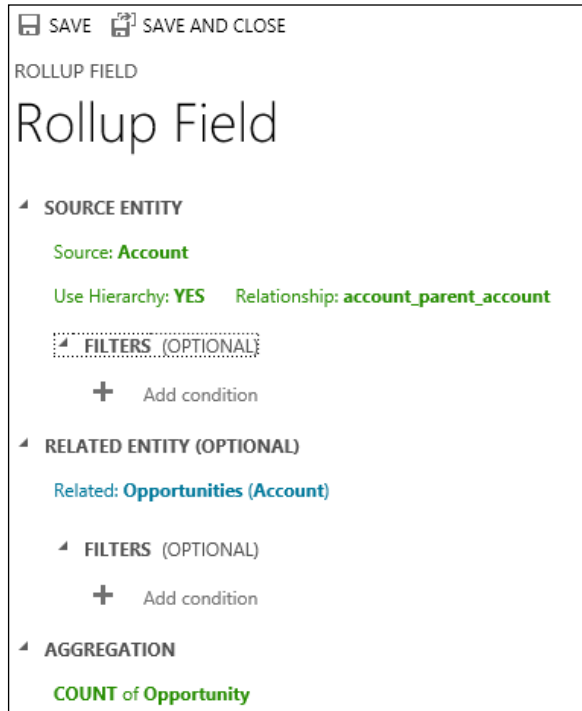 SAVE SAVE AND CLOSE
ROLLUP FIELD
Rollup Field
SOURCE ENTITY
Source: Account
Use Hierarchy: YES Relationship: account_parent_account
FILTERS (OPTIONAL)
Add condition
RELATED ENTITY (OPTIONAL)
Related: Opportunities (Account)
FILTERS (OPTIONAL)
Add condition
AGGREGATION
COUNT of Opportunity